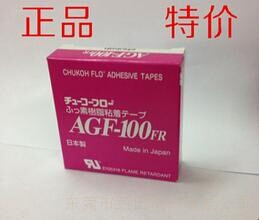 正品 特价
CHUKOH FLO ADHESIVE TAPES
チューコーフロー
ふっ素樹脂粘着テープ
AGF-100FR
日本製 Made in Japan
FLAME RETARDANT